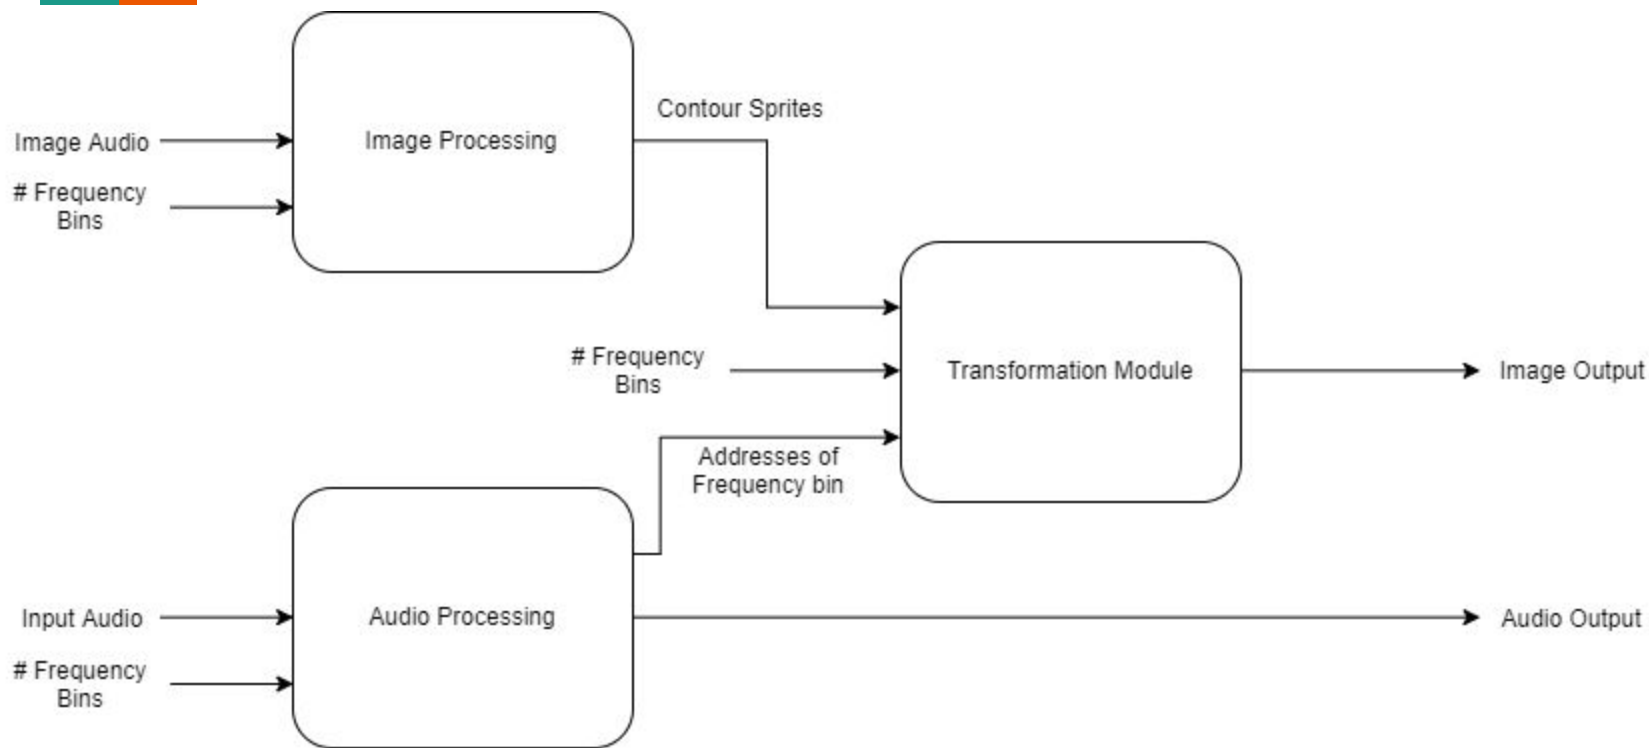 Contour Sprites
Image Audio
Image Processing
# Frequency
Bins
# Frequency
Bins
Transformation Module
Image Output
Addresses of
Frequency bin
Input Audio
Audio Processing
Audio Output
# Frequency
Bins